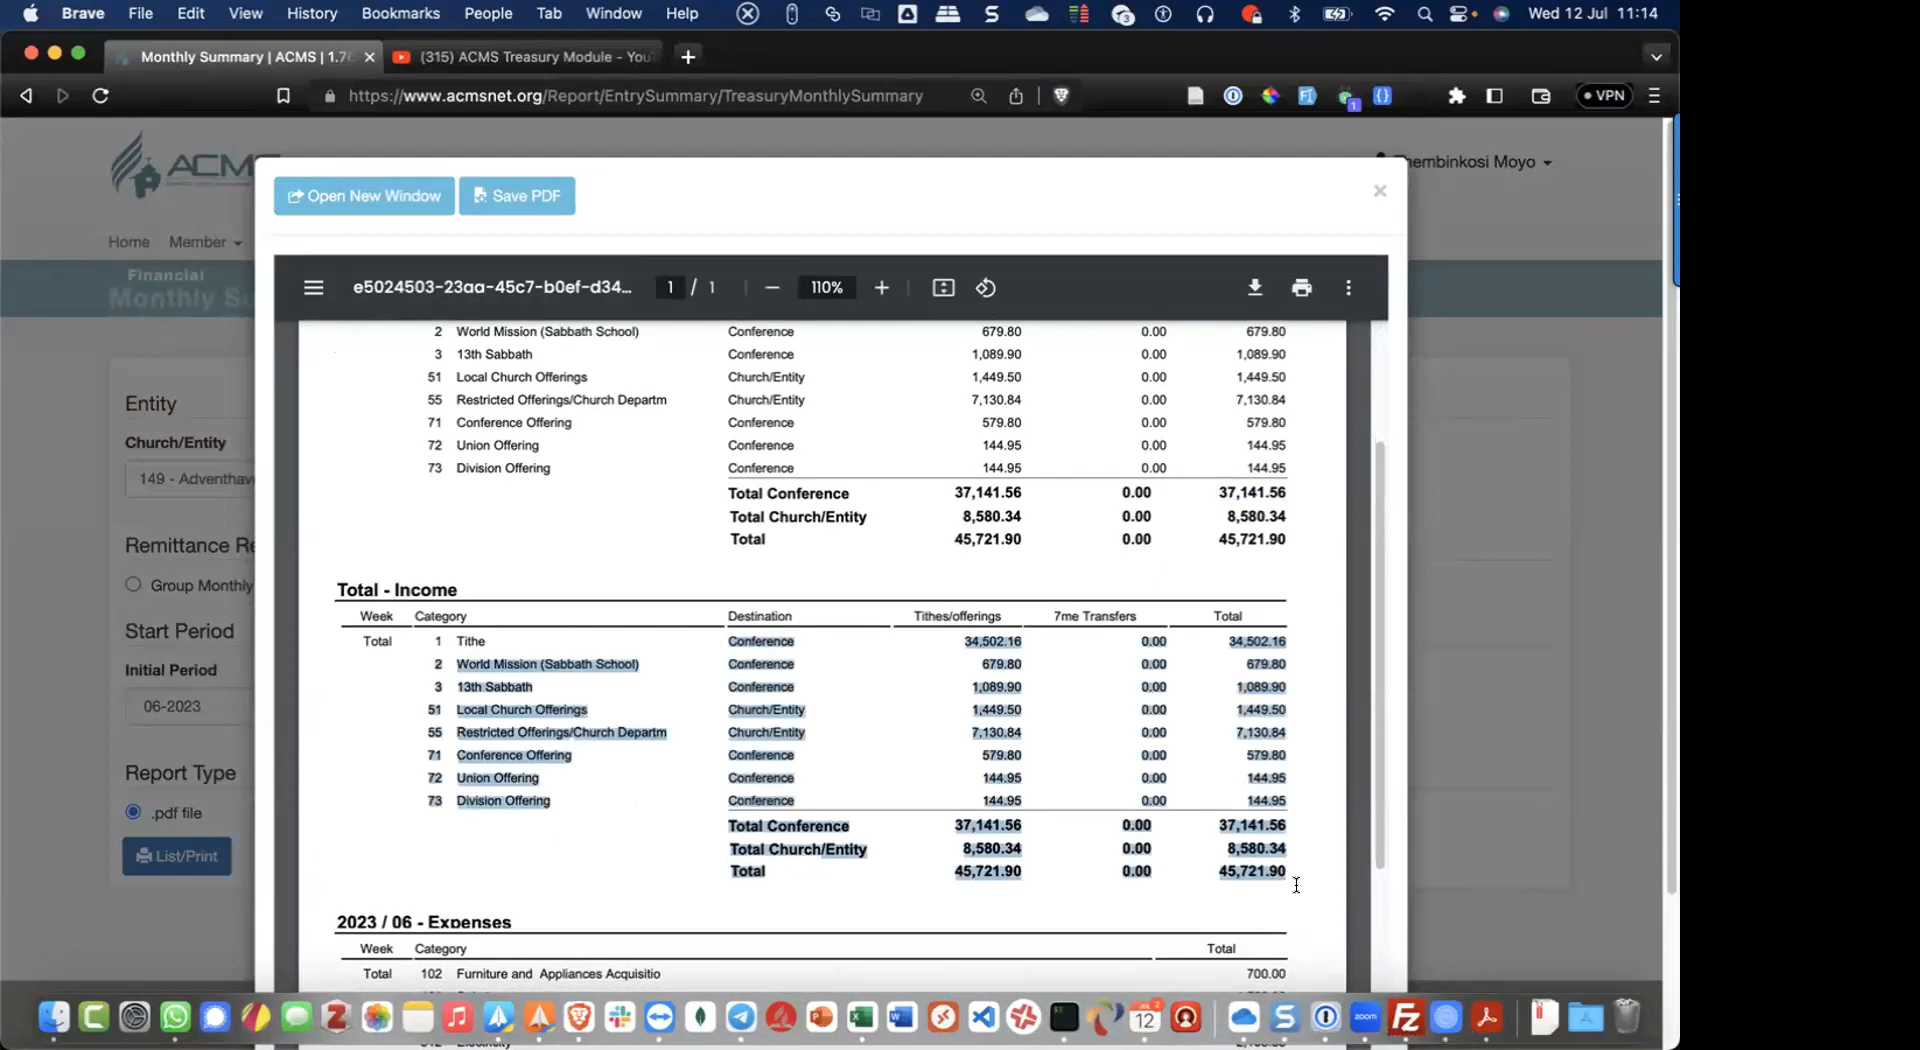 Brave File Edit View History Bookmarks People Tab Window Help 3 Wed 12 Jul 11:14
Monthly Summary | ACMS | 1.76 (315) ACMS Treasury Module - You
https://www.acmsnet.org/Report/EntrySummary/TreasuryMonthlySummary 1 VPN
ACMS hembinkosi Moyo
Open New Window Save PDF
Home Member
Financial
Monthly Su
e5024503-23aa-45c7-b0ef-d34... 1 / 1 110%
2 World Mission (Sabbath School) Conference 679.80 0.00 679.80
3 13th Sabbath Conference 1,089.90 0.00 1,089.90
51 Local Church Offerings Church/Entity 1,449.50 0.00 1,449.50
55 Restricted Offerings/Church Departm Church/Entity 7,130.84 0.00 7,130.84
71 Conference Offering Conference 579.80 0.00 579.80
72 Union Offering Conference 144.95 0.00 144.95
73 Division Offering Conference 144.95 0.00 144.95
Total Conference 37,141.56 0.00 37,141.56
Total Church/Entity 8,580.34 0.00 8,580.34
Total 45,721.90 0.00 45,721.90
Entity
Church/Entity
149 - Adventhav
Remittance Re
Group Monthly
Start Period
Initial Period
06-2023
Report Type
.pdf file
List/Print
Total - Income
Week Category Destination Tithes/offerings 7me Transfers Total
Total 1 Tithe Conference 34,502.16 0.00 34,502.16
2 World Mission (Sabbath School) Conference 679.80 0.00 679.80
3 13th Sabbath Conference 1,089.90 0.00 1,089.90
51 Local Church Offerings Church/Entity 1,449.50 0.00 1,449.50
55 Restricted Offerings/Church Departm Church/Entity 7,130.84 0.00 7,130.84
71 Conference Offering Conference 579.80 0.00 579.80
72 Union Offering Conference 144.95 0.00 144.95
73 Division Offering Conference 144.95 0.00 144.95
Total Conference 37,141.56 0.00 37,141.56
Total Church/Entity 8,580.34 0.00 8,580.34
Total 45,721.90 0.00 45,721.90
2023 / 06 - Expenses
Week Category Total
Total 102 Furniture and Appliances Acquisitio 700.00
JUL 12 zoom Fz